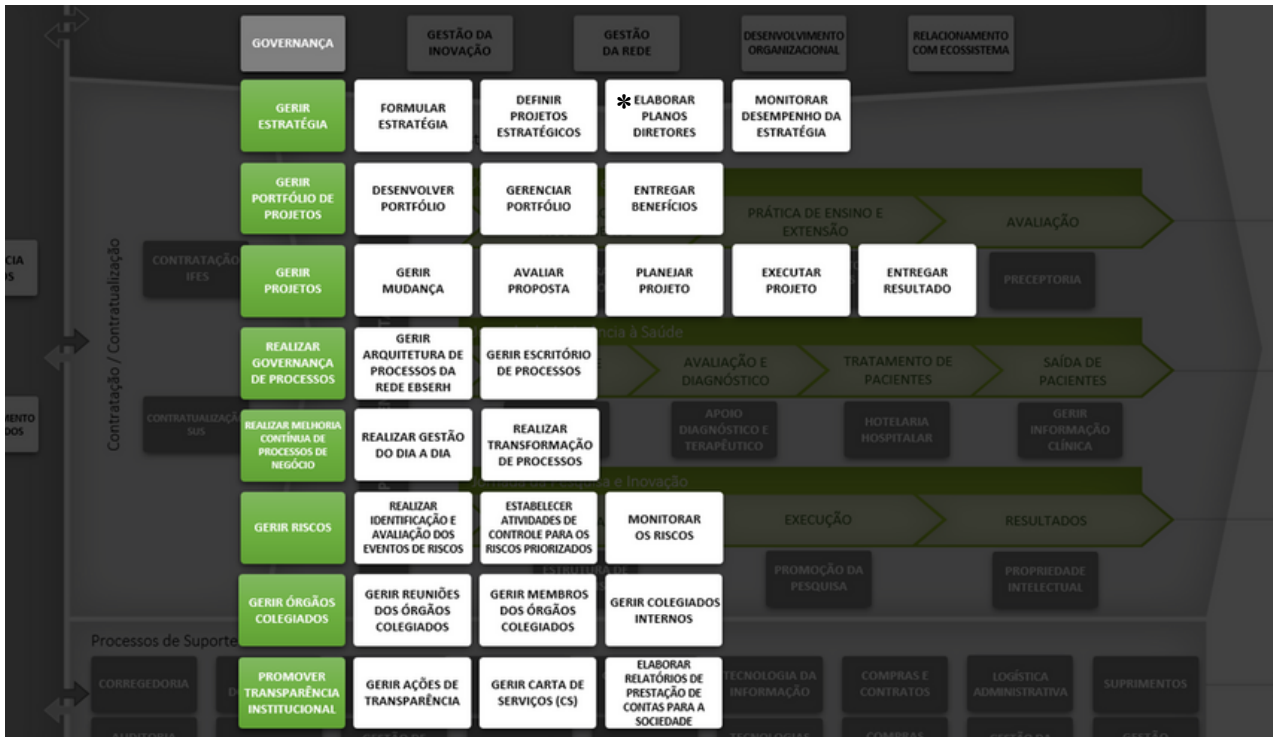 GOVERNANÇA
GESTÃO DA
INOVAÇÃO
GESTÃO
DA REDE
DESENVOLVIMENTO
ORGANIZACIONAL
RELACIONAMENTO
COM ECOSSISTEMA
GERIR
ESTRATÉGIA
FORMULAR
ESTRATÉGIA
DEFINIR
PROJETOS
ESTRATÉGICOS
* ELABORAR
PLANOS
DIRETORES
MONITORAR
DESEMPENHO DA
ESTRATÉGIA
GERIR
PORTFÓLIO DE
PROJETOS
DESENVOLVER
PORTFÓLIO
GERENCIAR
PORTFÓLIO
ENTREGAR
BENEFÍCIOS
PRÁTICA DE ENSINO E
EXTENSÃO
AVALIAÇÃO
Contratação / Contratualização
CONTRATAÇÃO
IFES
GERIR
PROJETOS
GERIR
MUDANÇA
AVALIAR
PROPOSTA
PLANEJAR
PROJETO
EXECUTAR
PROJETO
ENTREGAR
RESULTADO
PRECEPTORIA
REALIZAR
GOVERNANÇA
DE PROCESSOS
GERIR
ARQUITETURA DE
PROCESSOS DA
REDE EBSERH
GERIR ESCRITÓRIO
DE PROCESSOS
à Saúde
AVALIAÇÃO E
DIAGNÓSTICO
TRATAMENTO DE
PACIENTES
SAÍDA DE
PACIENTES
CONTRATUALIZAÇÃ
SUS
REALIZAR MELHORIA
CONTÍNUA DE
PROCESSOS DE
NEGÓCIO
REALIZAR GESTÃO
DO DIA A DIA
REALIZAR
TRANSFORMAÇÃO
DE PROCESSOS
APOIO
DIAGNÓSTICO E
TERAPÊUTICO
HOTELARIA
HOSPITALAR
GERIR
INFORMAÇÃO
CLÍNICA
Jornada da Pesquisa e Inovação
GERIR RISCOS
REALIZAR
IDENTIFICAÇÃO E
AVALIAÇÃO DOS
EVENTOS DE RISCOS
ESTABELECER
ATIVIDADES DE
CONTROLE PARA OS
RISCOS PRIORIZADOS
MONITORAR
OS RISCOS
EXECUÇÃO
RESULTADOS
ESTRUTURA DE
PROMOÇÃO DA
PESQUISA
PROPRIEDADE
INTELECTUAL
GERIR ÓRGÃOS
COLEGIADOS
GERIR REUNIÕES
DOS ÓRGÃOS
COLEGIADOS
GERIR MEMBROS
DOS ÓRGÃOS
COLEGIADOS
GERIR COLEGIADOS
INTERNOS
Processos de Suporte
CORREGEDORIA
PROMOVER
TRANSPARÊNCIA
INSTITUCIONAL
GERIR AÇÕES DE
TRANSPARÊNCIA
GERIR CARTA DE
SERVIÇOS (CS)
ELABORAR
RELATÓRIOS DE
PRESTAÇÃO DE
CONTAS PARA A
SOCIEDADE
TECNOLOGIA DA
INFORMAÇÃO
COMPRAS E
CONTRATOS
LOGÍSTICA
ADMINISTRATIVA
SUPRIMENTOS